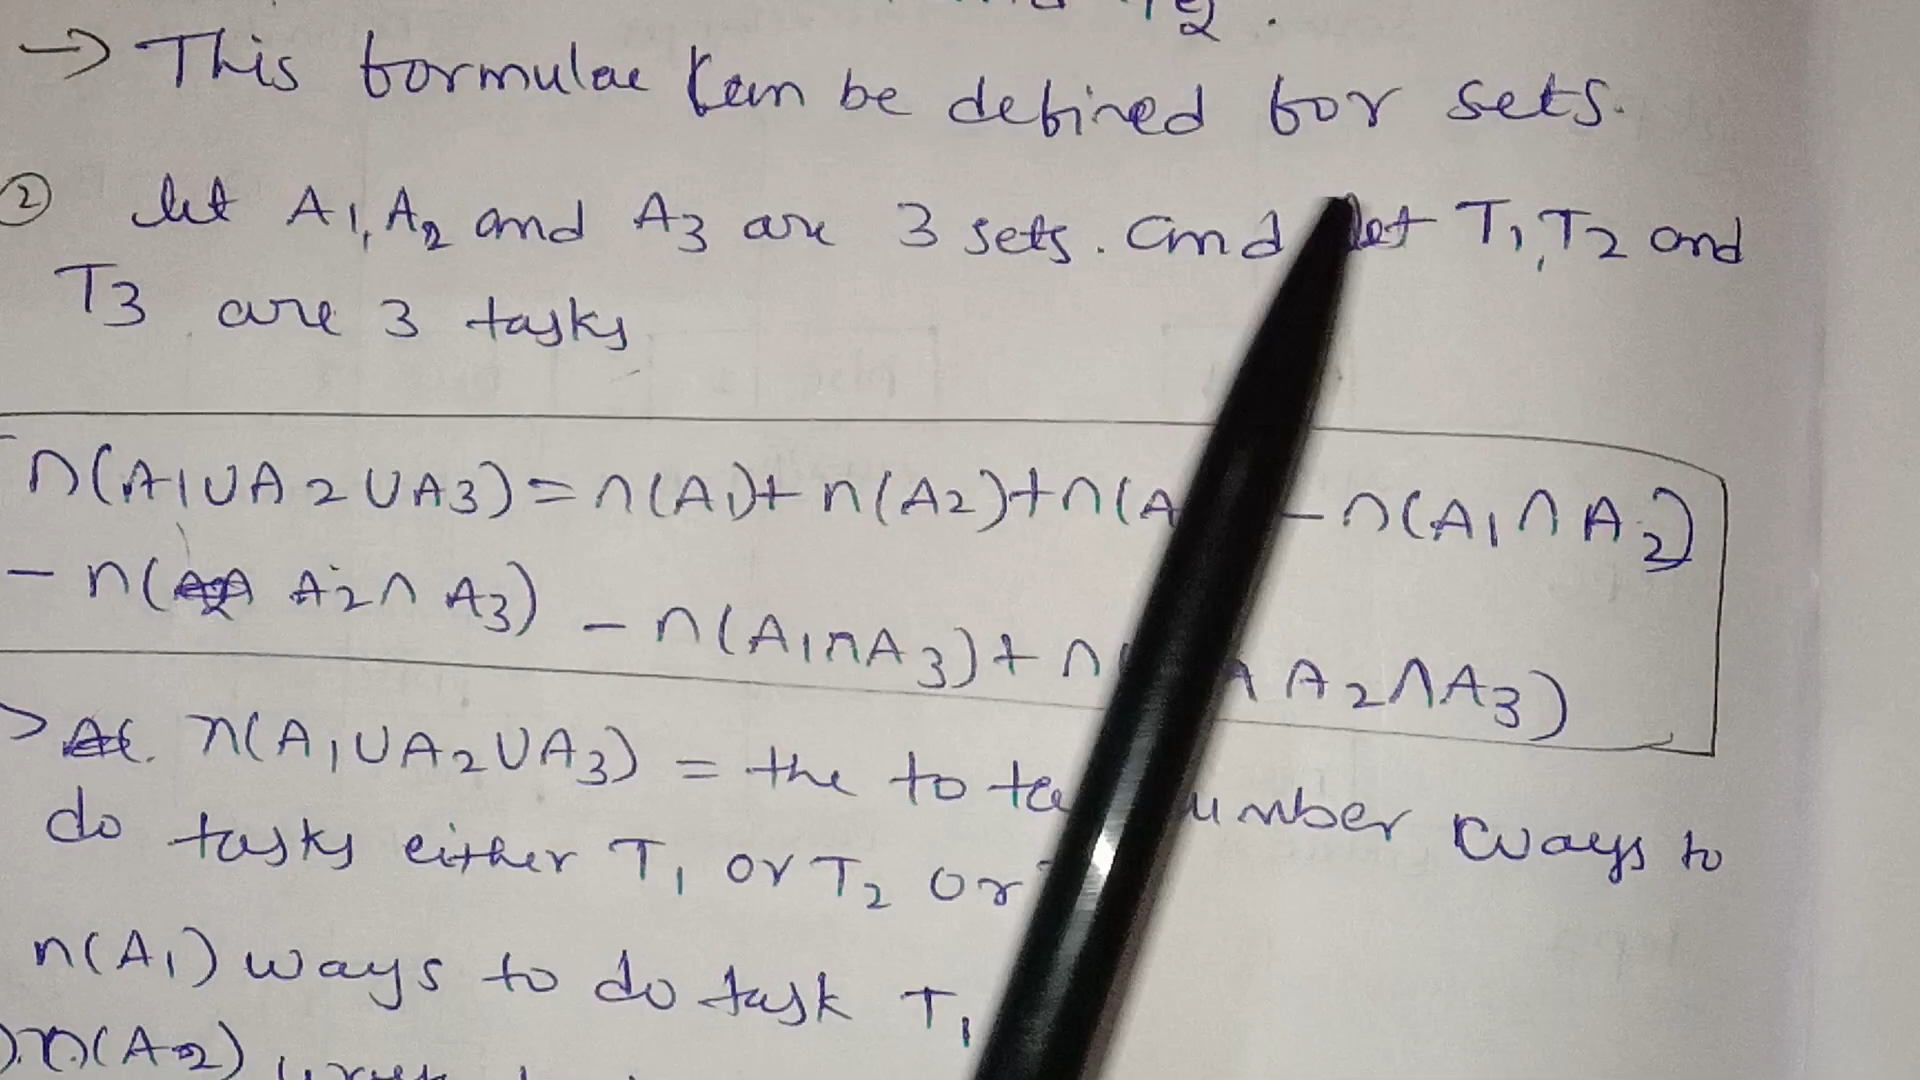 → This formulae can be defined for sets.
② let A1, A2 and A3 are 3 sets. and let T1, T2 and
T3 are 3 tasks
n(A1UA2UA3)=n(A1)+n(A2)+n(A -n(A1∩A2)
-n( A2∩A3) -n(A1∩A3)+n( A2∩A3)
> n(A1UA2UA3) = the to number ways to
do tasks either T1 or T2 or
n(A1) ways to do task T1
n(A2)